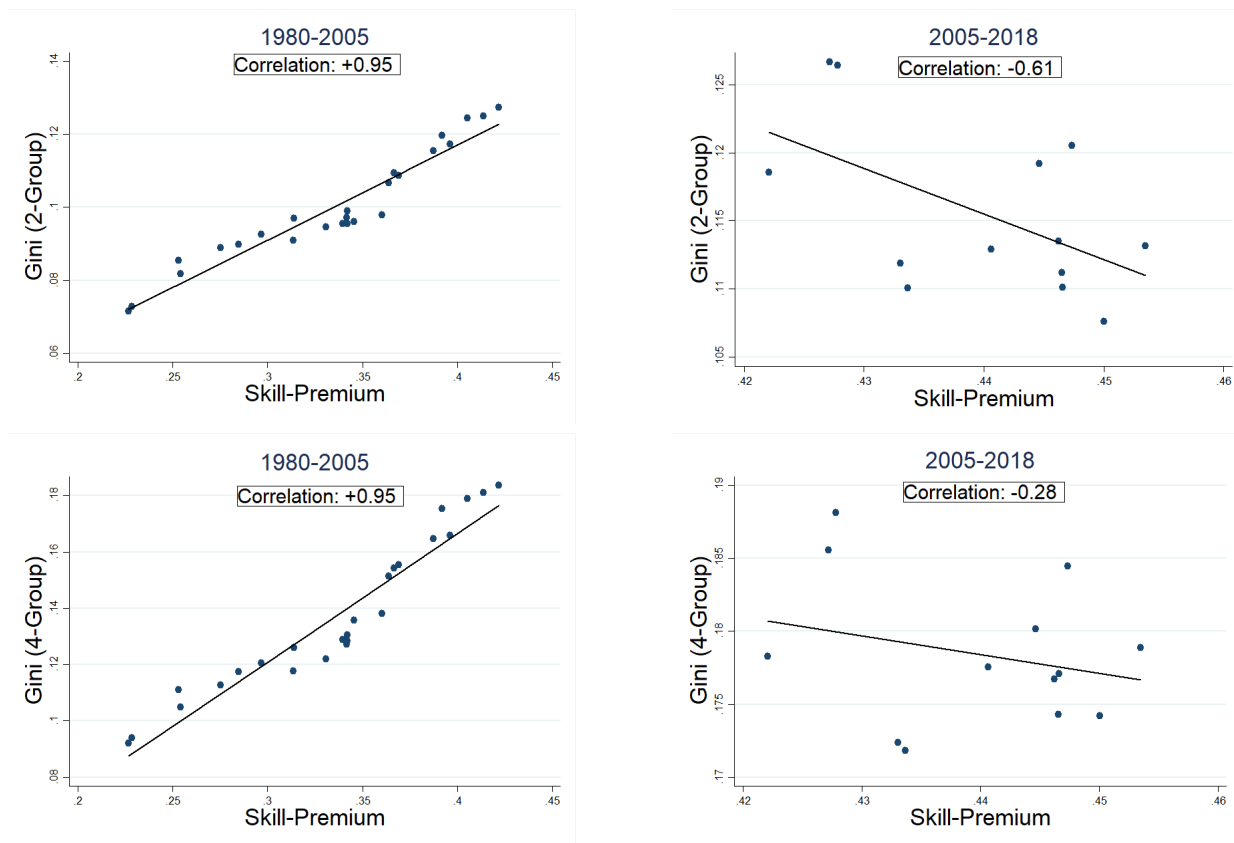 1980-2005
Correlation: +0.95
Gini (2-Group)
.14
.12
.1
.08
.06
.2 .25 .3 .35 .4 .45
Skill-Premium
2005-2018
Correlation: -0.61
Gini (2-Group)
.125
.12
.115
.11
.105
.42 .43 .44 .45 .46
Skill-Premium
1980-2005
Correlation: +0.95
Gini (4-Group)
.18
.16
.14
.12
.1
.08
.2 .25 .3 .35 .4 .45
Skill-Premium
2005-2018
Correlation: -0.28
Gini (4-Group)
.19
.185
.18
.175
.17
.42 .43 .44 .45 .46
Skill-Premium